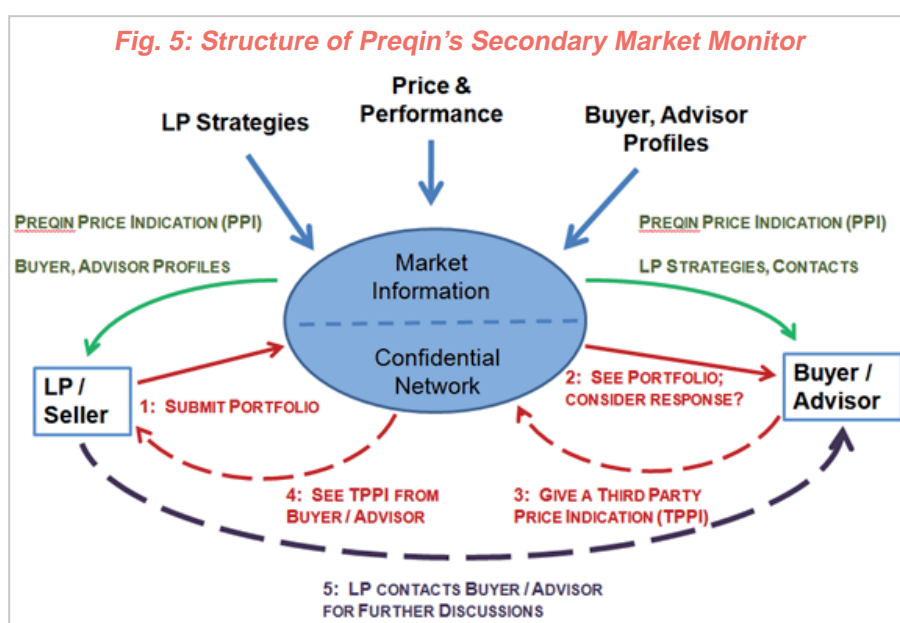 Fig. 5: Structure of Preqin's Secondary Market Monitor
Price &
Performance
LP Strategies
Buyer, Advisor
Profiles
PREQIN PRICE INDICATION (PPI)
BUYER, ADVISOR PROFILES
PREQIN PRICE INDICATION (PPI)
LP STRATEGIES, CONTACTS
Market
Information
Confidential
Network
LP /
Seller
Buyer /
Advisor
1: SUBMIT PORTFOLIO
2: SEE PORTFOLIO;
CONSIDER RESPONSE?
4: SEE TPPI FROM
BUYER / ADVISOR
3: GIVE A THIRD PARTY
PRICE INDICATION (TPPI)
5: LP CONTACTS BUYER / ADVISOR
FOR FURTHER DISCUSSIONS